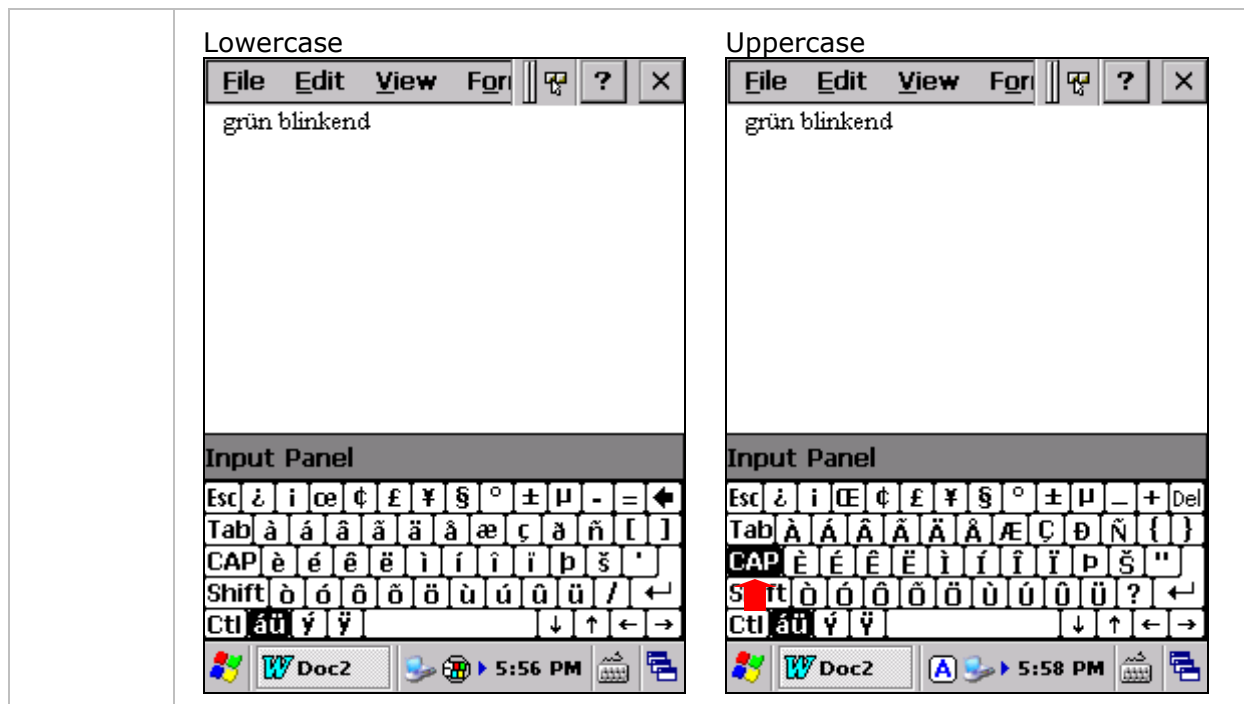 Lowercase
File Edit View For ? ×
grün blinkend
Input Panel
Esc ¿ ¡ œ ¢ £ ¥ § ° ± µ - = 🡄
Tab à á â ã ä å æ ç ð ñ [ ]
CAP è é ê ë ì í î ï þ š '
Shift ò ó ô õ ö ù ú û ü / ↵
Ctl áü ý ÿ ↓ ↑ ← →
Doc2 5:56 PM
Uppercase
File Edit View For ? ×
grün blinkend
Input Panel
Esc ¿ ¡ Œ ¢ £ ¥ § ° ± µ _ + Del
Tab À Á Â Ã Ä Å Æ Ç Ð Ñ { }
CAP È É Ê Ë Ì Í Î Ï Þ Š "
Ò Ó Ô Õ Ö Ù Ú Û Ü ? ↵
Ctl áü Ý Ÿ ↓ ↑ ← →
Doc2 A 5:58 PM